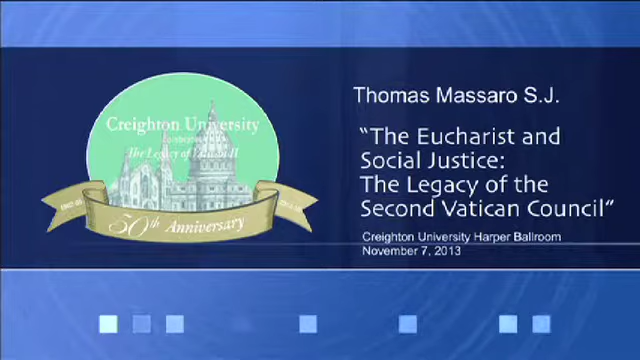 Creighton University
Celebrates
The Legacy of Vatican II
50th Anniversary
Thomas Massaro S.J.
“The Eucharist and
Social Justice:
The Legacy of the
Second Vatican Council“
Creighton University Harper Ballroom
November 7, 2013